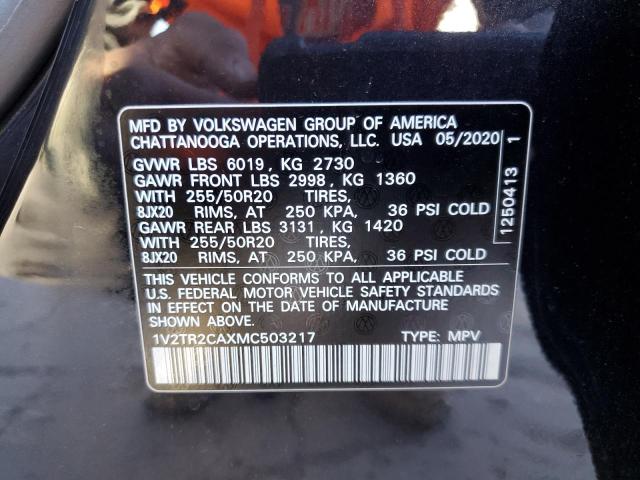 MFD BY VOLKSWAGEN GROUP OF AMERICA
CHATTANOOGA OPERATIONS, LLC. USA 05/2020
GVWR LBS 6019, KG 2730
GAWR FRONT LBS 2998, KG 1360
WITH 255/50R20 TIRES,
8JX20 RIMS, AT 250 KPA, 36 PSI COLD
GAWR REAR LBS 3131, KG 1420
WITH 255/50R20 TIRES,
8JX20 RIMS, AT 250 KPA, 36 PSI COLD
THIS VEHICLE CONFORMS TO ALL APPLICABLE
U.S. FEDERAL MOTOR VEHICLE SAFETY STANDARDS
IN EFFECT ON THE DATE OF MANUFACTURE
SHOWN ABOVE.
1V2TR2CAXMC503217 TYPE: MPV
1250413 1